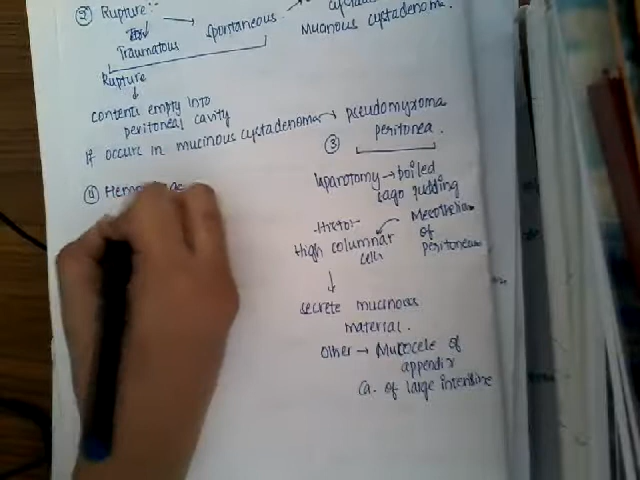 ② Rupture:-
Traumatous → spontaneous →
Mucinous cystadenoma.
Rupture
↓
contents empty into
peritoneal cavity
If occurs in mucinous cystadenoma → pseudomyxoma
peritonea.
③
laparotomy → boiled
sago pudding
Histo:-
High columnar cells ← Mesothelium of peritoneum
↓
secrete mucinous
material.
Other → Mucocele of
appendix
Ca. of large intestine
④